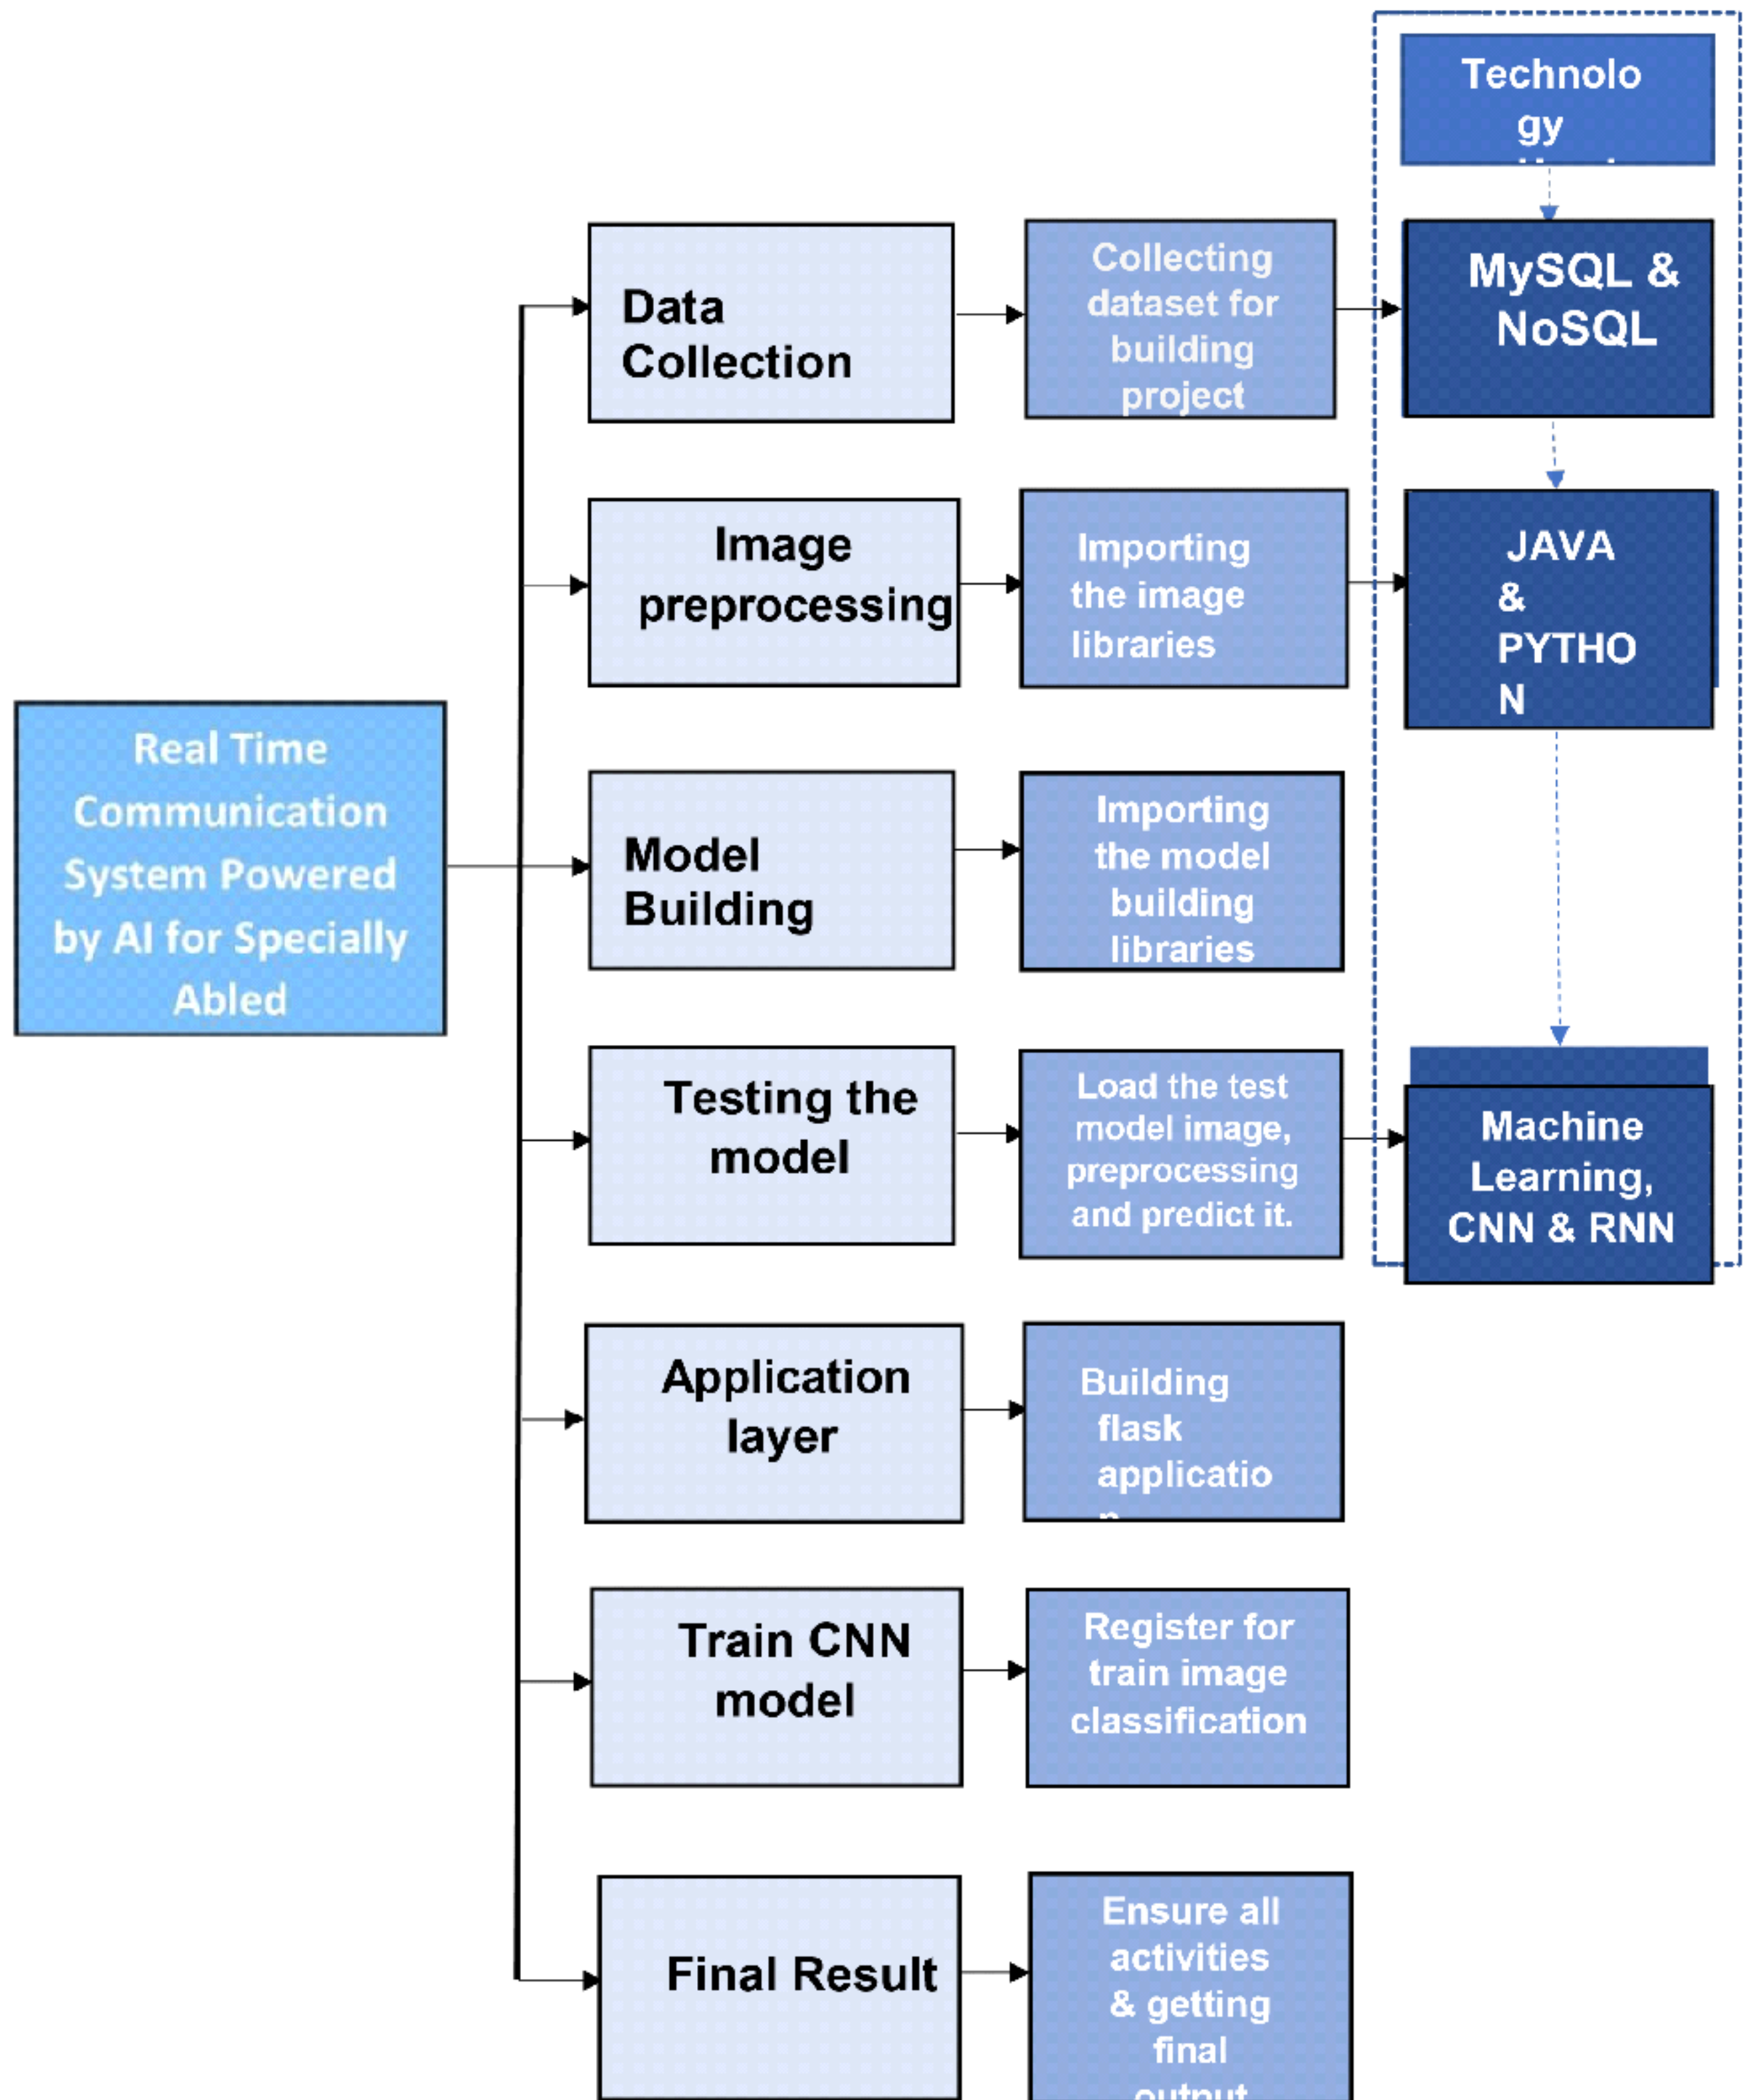 Technolo
gy
Data
Collection
Collecting
dataset for
building
project
MySQL &
NoSQL
Image
preprocessing
Importing
the image
libraries
JAVA
&
PYTHO
N
Real Time
Communication
System Powered
by AI for Specially
Abled
Model
Building
Importing
the model
building
libraries
Testing the
model
Load the test
model image,
preprocessing
and predict it.
Machine
Learning,
CNN & RNN
Application
layer
Building
flask
applicatio
n
Train CNN
model
Register for
train image
classification
Final Result
Ensure all
activities
& getting
final
output